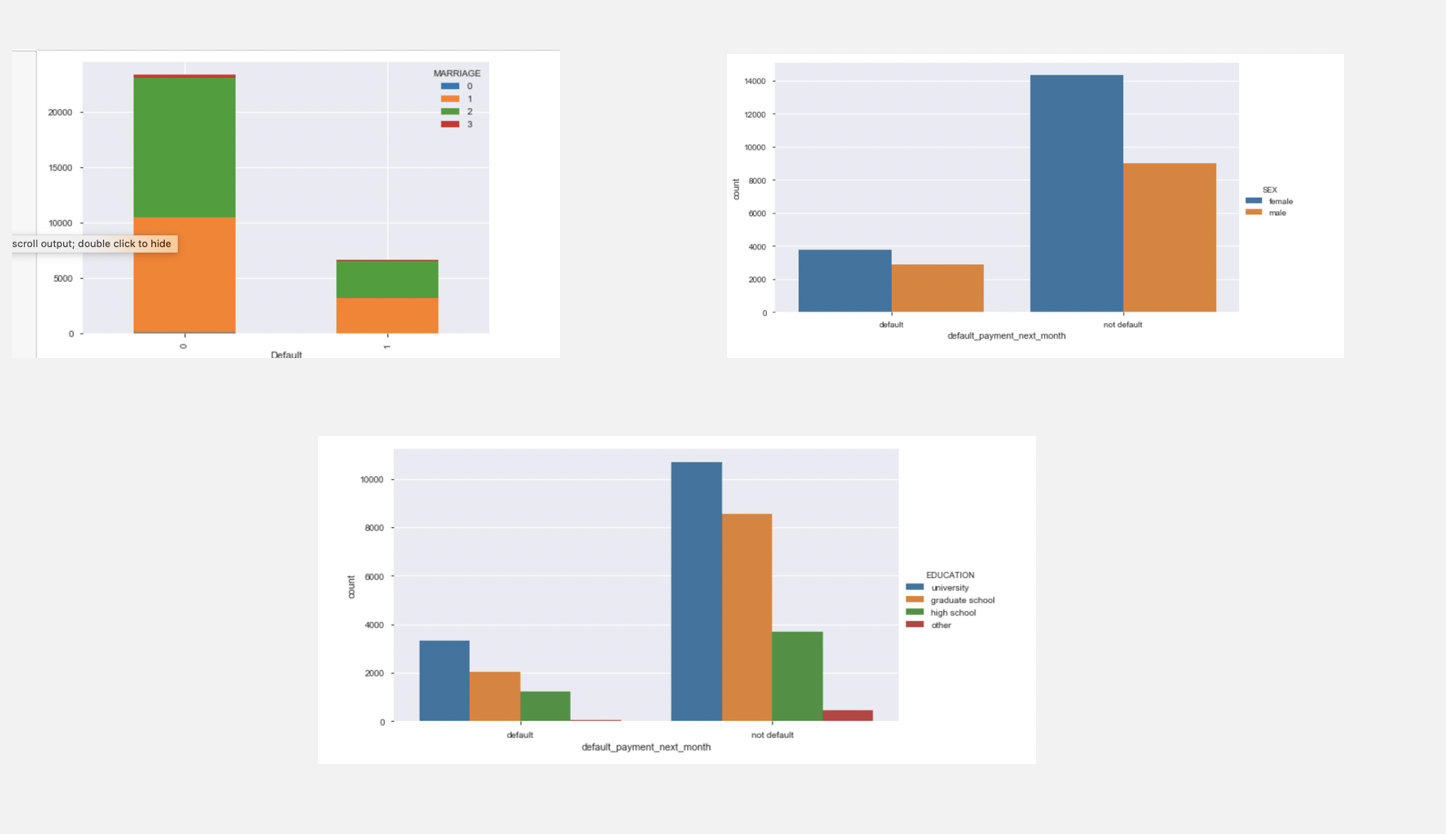 MARRIAGE
0
1
2
3
20000
15000
10000
5000
0
scroll output; double click to hide
0
1
Default
14000
12000
10000
8000
6000
4000
2000
0
count
default
not default
default_payment_next_month
SEX
female
male
10000
8000
6000
4000
2000
0
count
default
not default
default_payment_next_month
EDUCATION
university
graduate school
high school
other